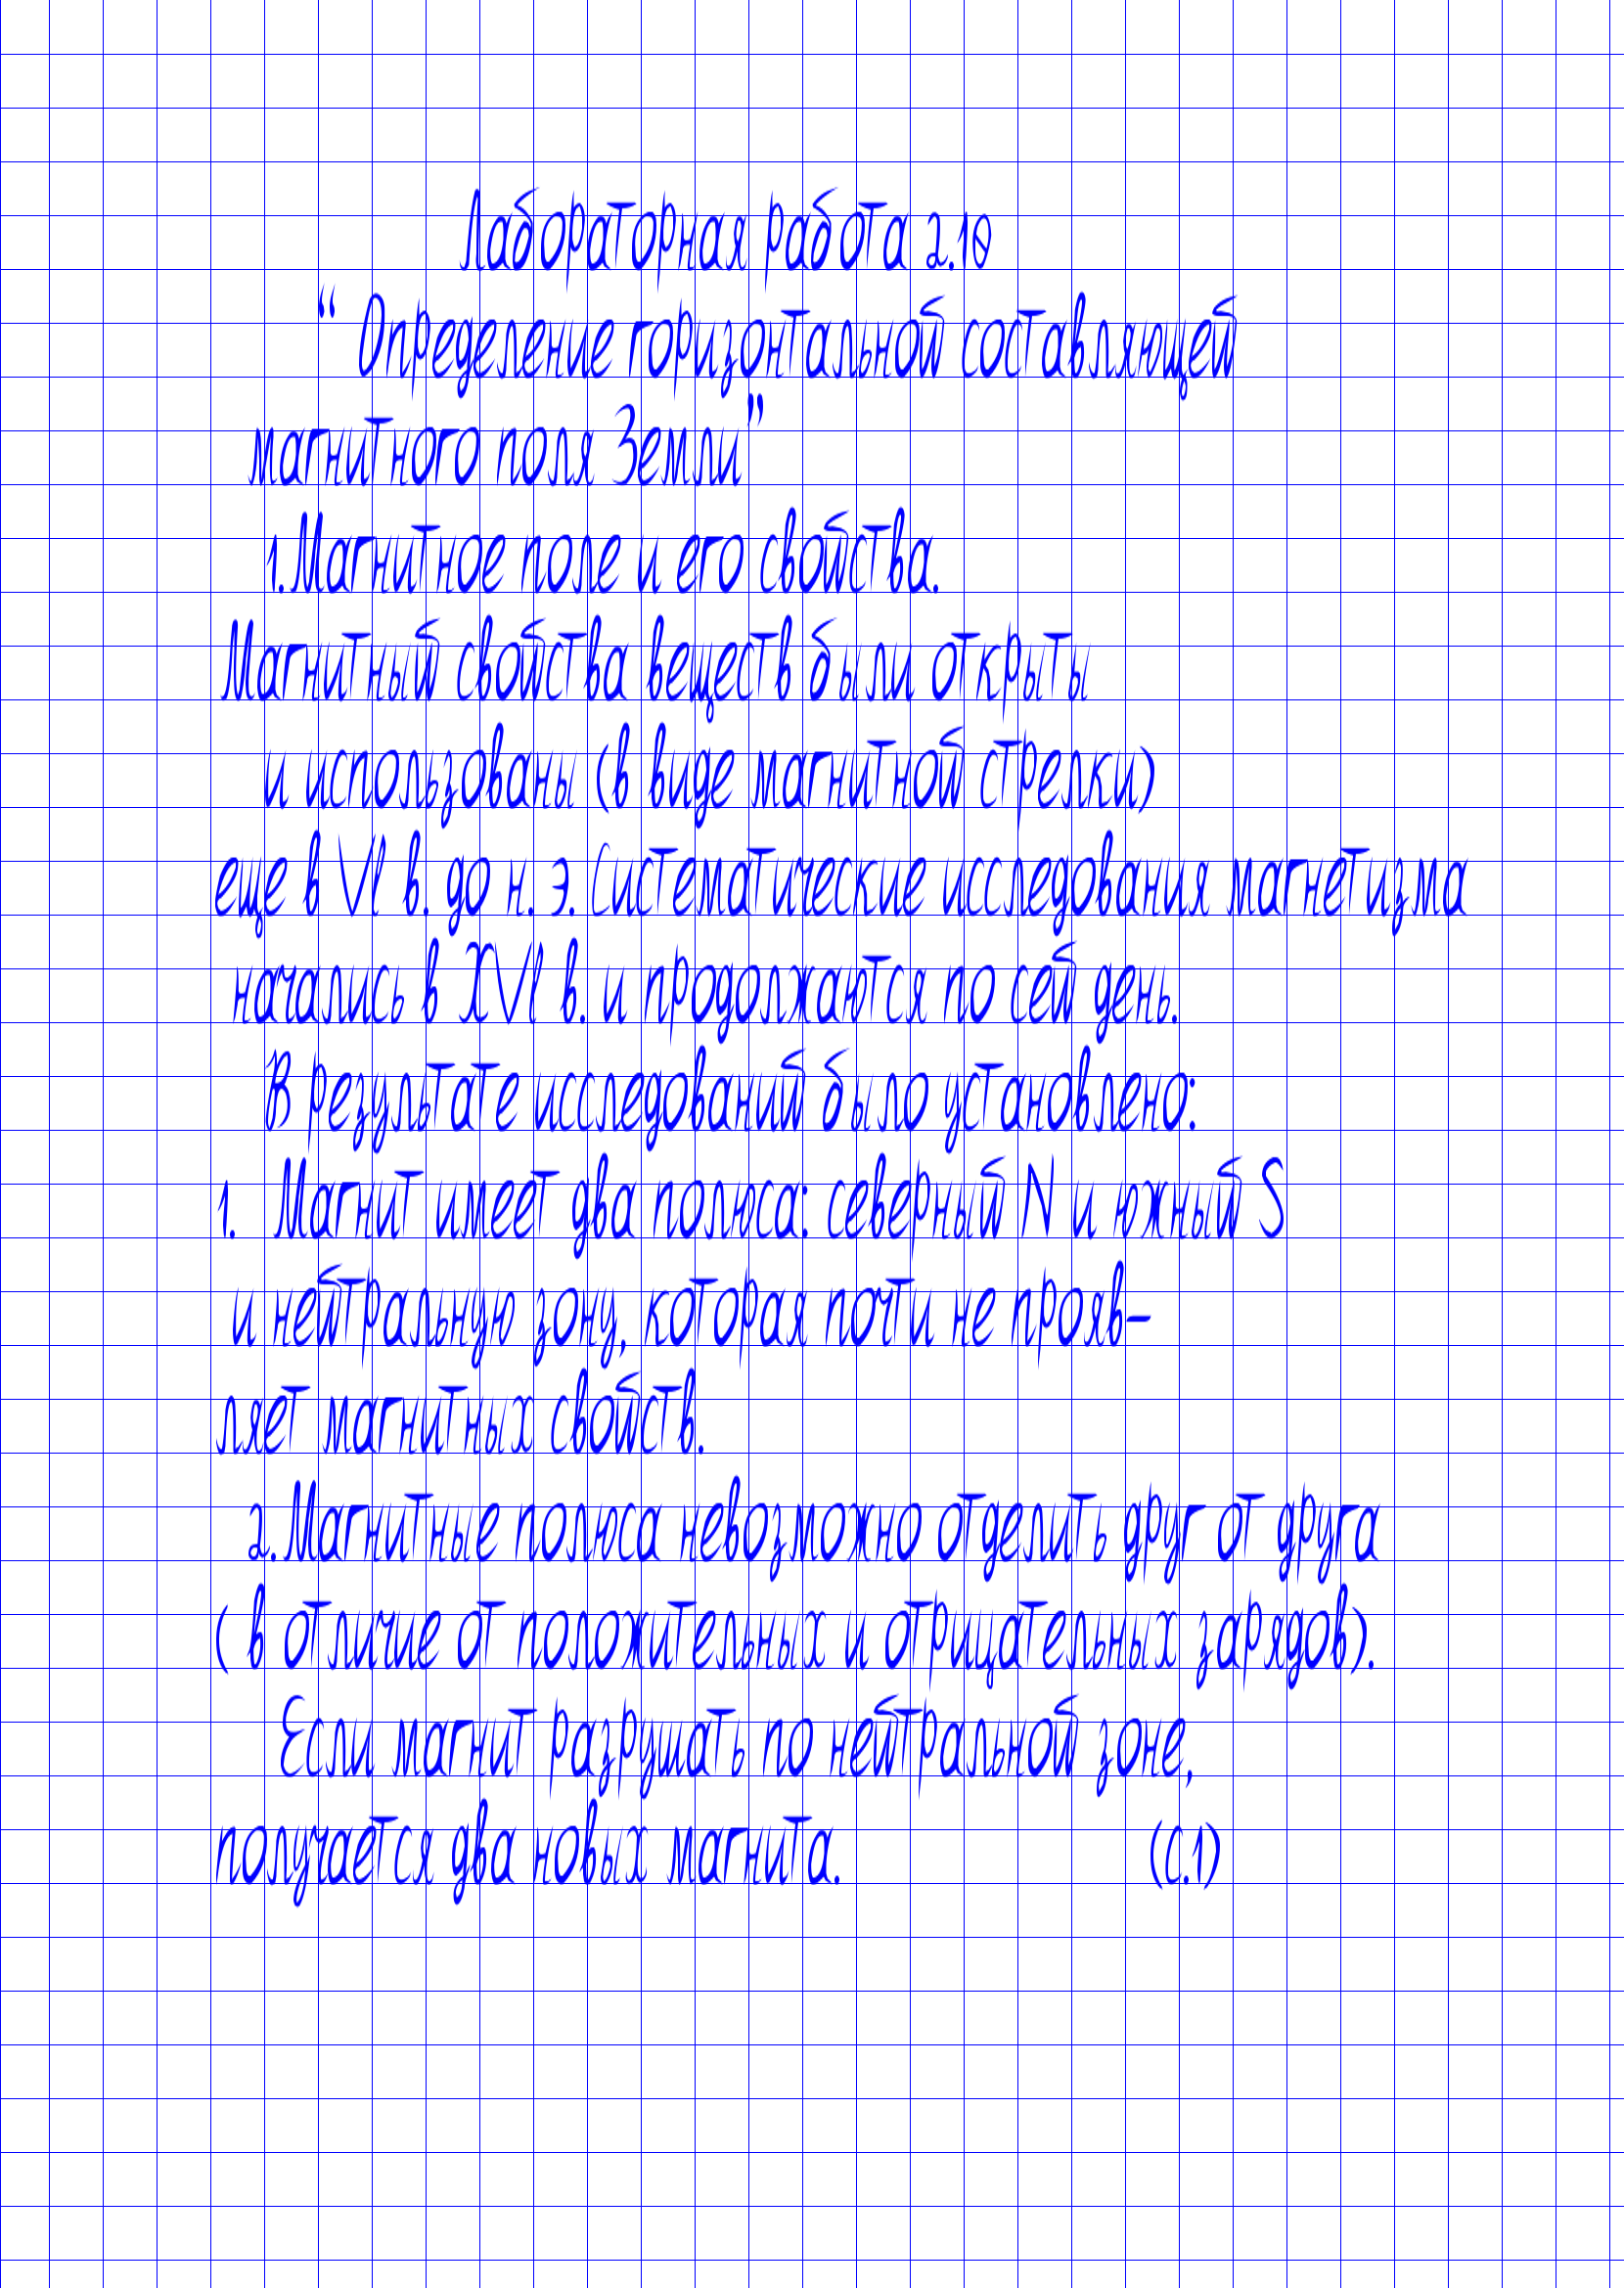 Лабораторная работа 2.10
“ Определение горизонтальной составляющей
магнитного поля Земли”
1.Магнитное поле и его свойства.
Магнитный свойства веществ были открыты
и использованы (в виде магнитной стрелки)
еще в VI в. до н. э. Систематические исследования магнетизма
начались в XVI в. и продолжаются по сей день.
В результате исследований было установлено:
1. Магнит имеет два полюса: северный N и южный S
и нейтральную зону, которая почти не прояв-
ляет магнитных свойств.
2.Магнитные полюса невозможно отделить друг от друга
( в отличие от положительных и отрицательных зарядов).
Если магнит разрушать по нейтральной зоне,
получается два новых магнита. (с.1)